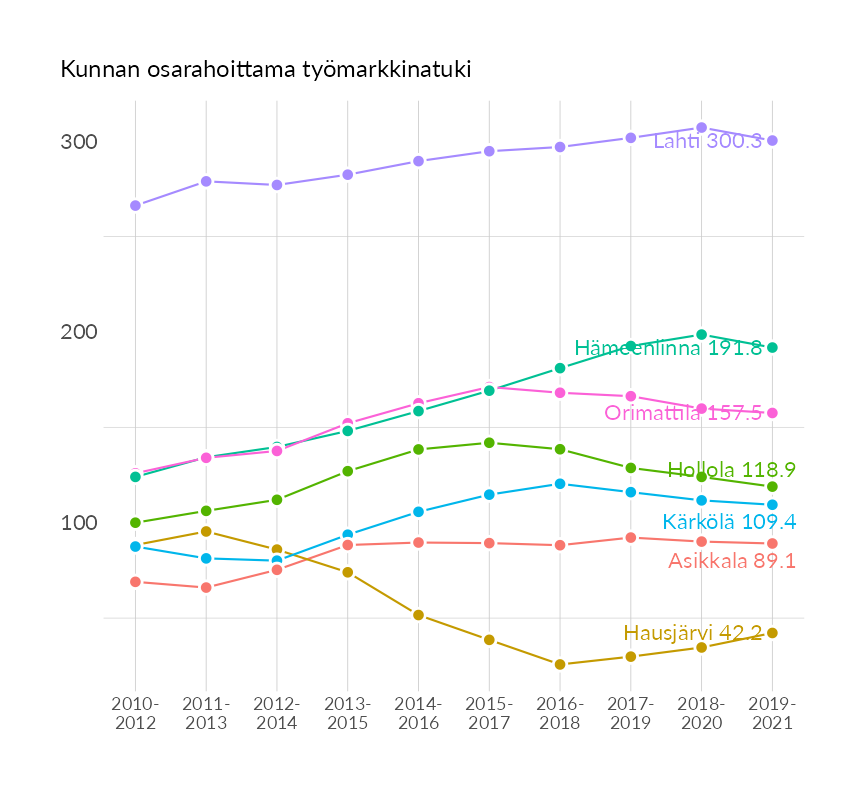 Kunnan osarahoittama työmarkkinatuki
300
Lahti 300.3
200
Hämeenlinna 191.8
Orimattila 157.5
Hollola 118.9
100
Kärkölä 109.4
Asikkala 89.1
Hausjärvi 42.2
2010-
2012
2011-
2013
2012-
2014
2013-
2015
2014-
2016
2015-
2017
2016-
2018
2017-
2019
2018-
2020
2019-
2021